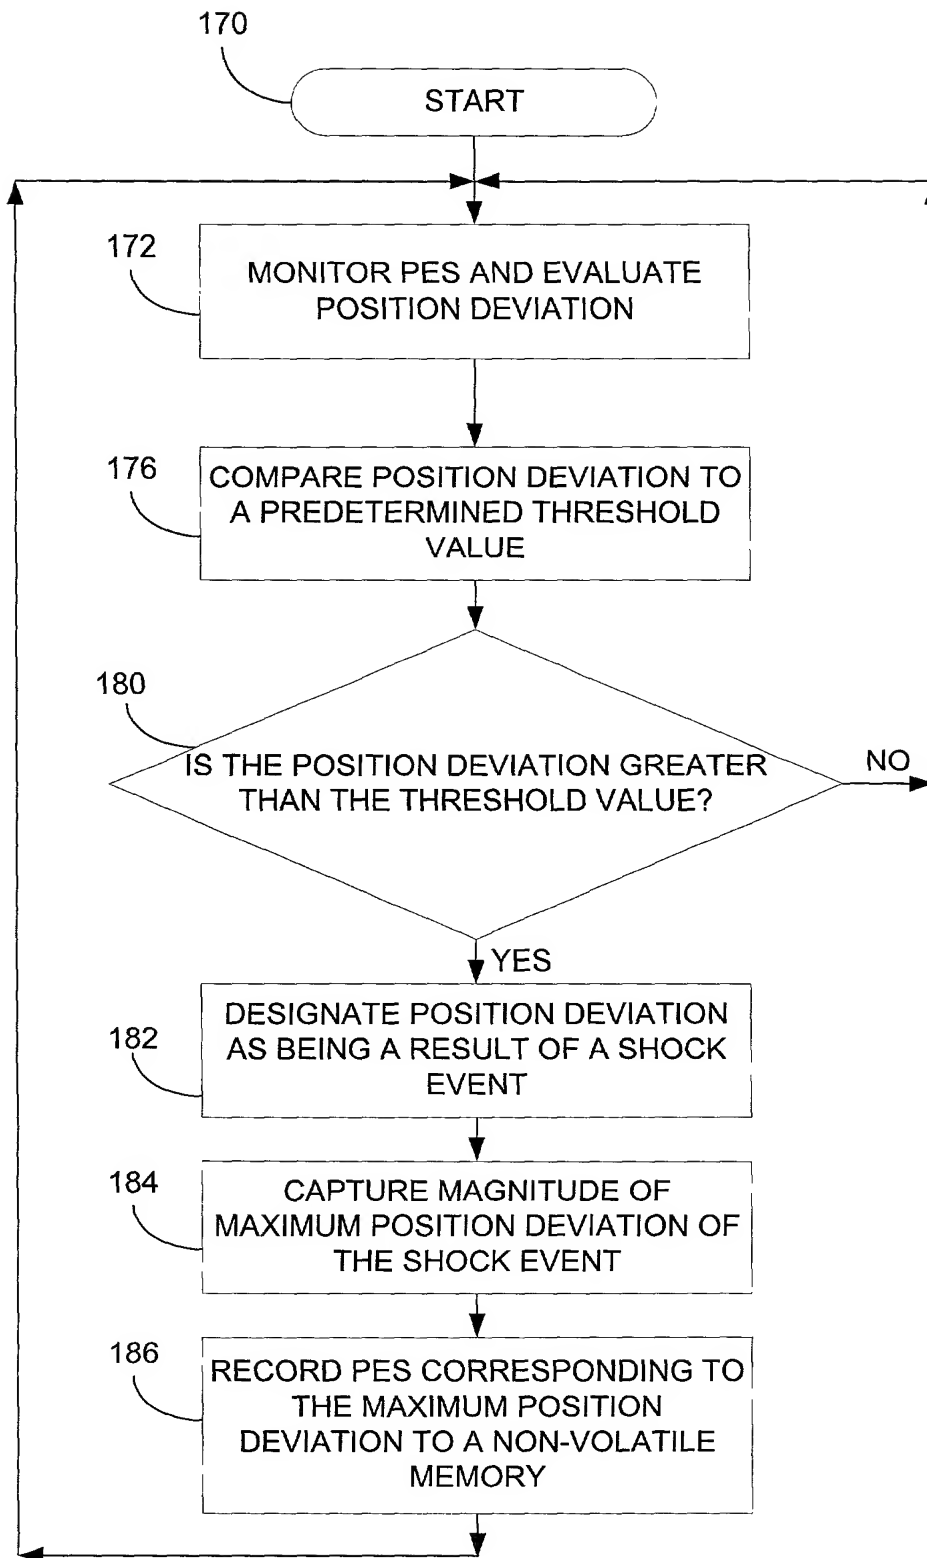 170
START
172
MONITOR PES AND EVALUATE
POSITION DEVIATION
176
COMPARE POSITION DEVIATION TO
A PREDETERMINED THRESHOLD
VALUE
180
IS THE POSITION DEVIATION GREATER
THAN THE THRESHOLD VALUE?
NO
YES
182
DESIGNATE POSITION DEVIATION
AS BEING A RESULT OF A SHOCK
EVENT
184
CAPTURE MAGNITUDE OF
MAXIMUM POSITION DEVIATION OF
THE SHOCK EVENT
186
RECORD PES CORRESPONDING TO
THE MAXIMUM POSITION
DEVIATION TO A NON-VOLATILE
MEMORY